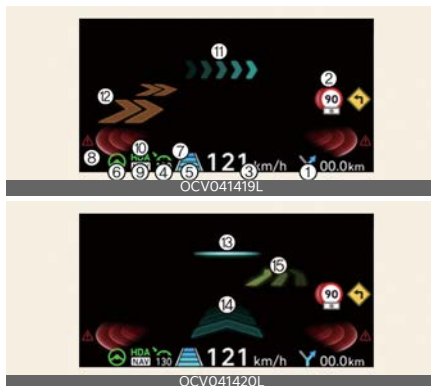 ⑪
②
⑫
90
⑩
⑧ ⑦
HDA 121 km/h 00.0km
⑥ ⑨ ④ ⑤ ③ ①
OCV041419L
⑬
⑮
90
⑭
HDA
NAV 130 121 km/h 00.0km
OCV041420L